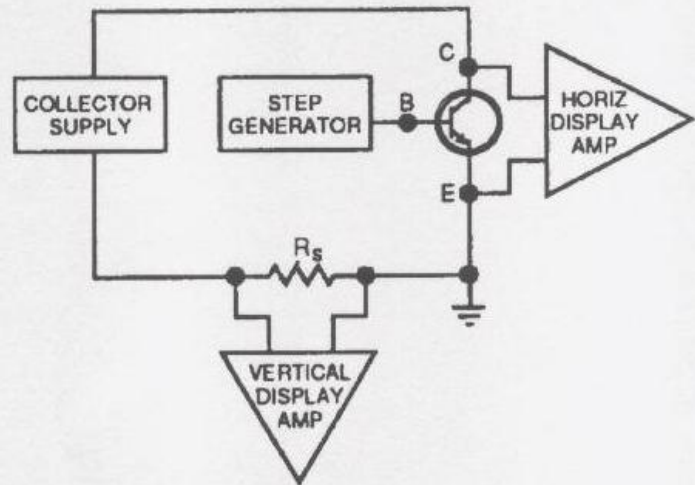 C
COLLECTOR
SUPPLY
STEP
GENERATOR
B
HORIZ
DISPLAY
AMP
E
Rs
VERTICAL
DISPLAY
AMP